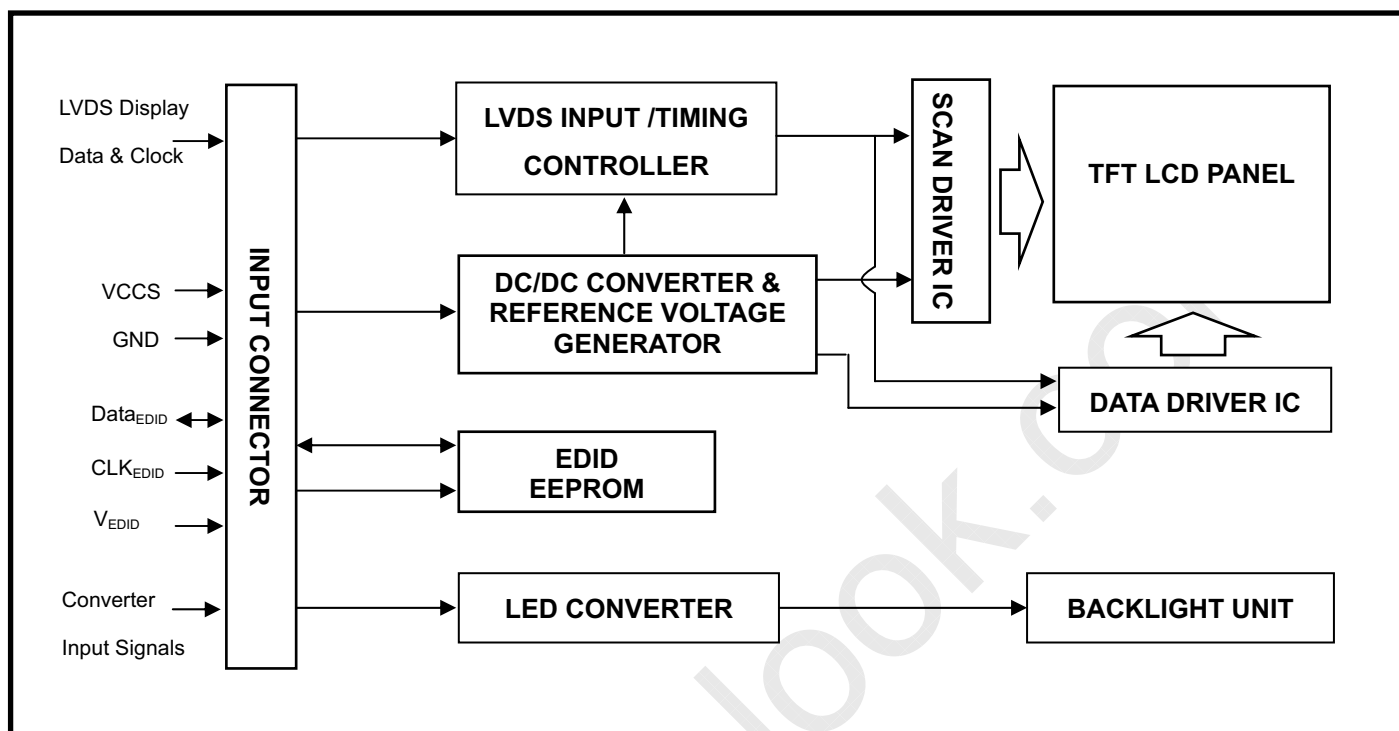 LVDS Display
Data & Clock
VCCS
GND
DataEDID
CLKEDID
VEDID
Converter
Input Signals
INPUT CONNECTOR
LVDS INPUT /TIMING
CONTROLLER
DC/DC CONVERTER &
REFERENCE VOLTAGE
GENERATOR
EDID
EEPROM
LED CONVERTER
SCAN DRIVER IC
TFT LCD PANEL
DATA DRIVER IC
BACKLIGHT UNIT